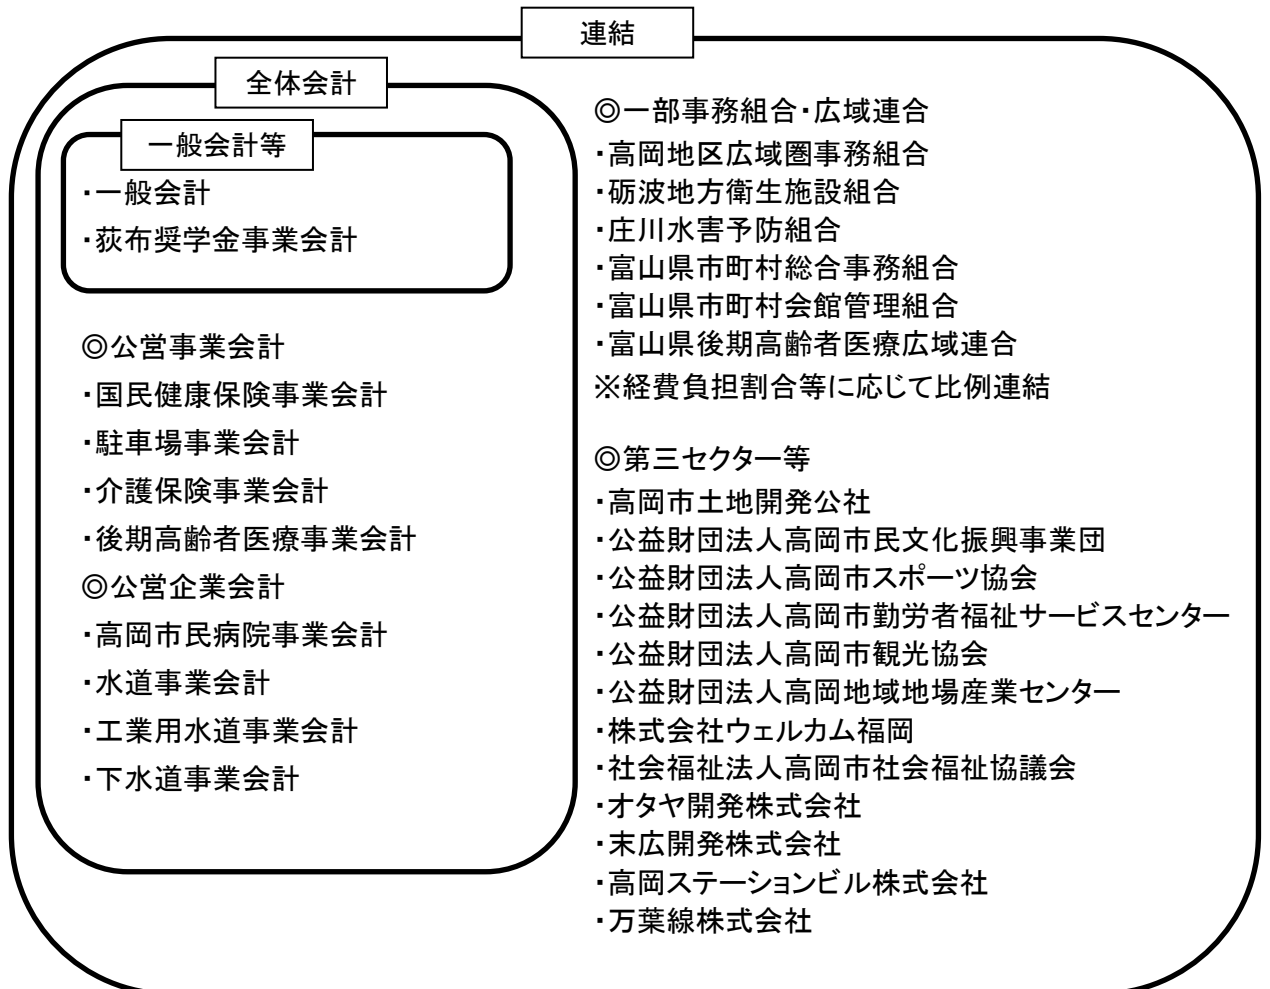 連結
全体会計
一般会計等
・一般会計
・荻布奨学金事業会計
◎公営事業会計
・国民健康保険事業会計
・駐車場事業会計
・介護保険事業会計
・後期高齢者医療事業会計
◎公営企業会計
・高岡市民病院事業会計
・水道事業会計
・工業用水道事業会計
・下水道事業会計
◎一部事務組合・広域連合
・高岡地区広域圏事務組合
・砺波地方衛生施設組合
・庄川水害予防組合
・富山県市町村総合事務組合
・富山県市町村会館管理組合
・富山県後期高齢者医療広域連合
※経費負担割合等に応じて比例連結
◎第三セクター等
・高岡市土地開発公社
・公益財団法人高岡市民文化振興事業団
・公益財団法人高岡市スポーツ協会
・公益財団法人高岡市勤労者福祉サービスセンター
・公益財団法人高岡市観光協会
・公益財団法人高岡地域地場産業センター
・株式会社ウェルカム福岡
・社会福祉法人高岡市社会福祉協議会
・オタヤ開発株式会社
・末広開発株式会社
・高岡ステーションビル株式会社
・万葉線株式会社